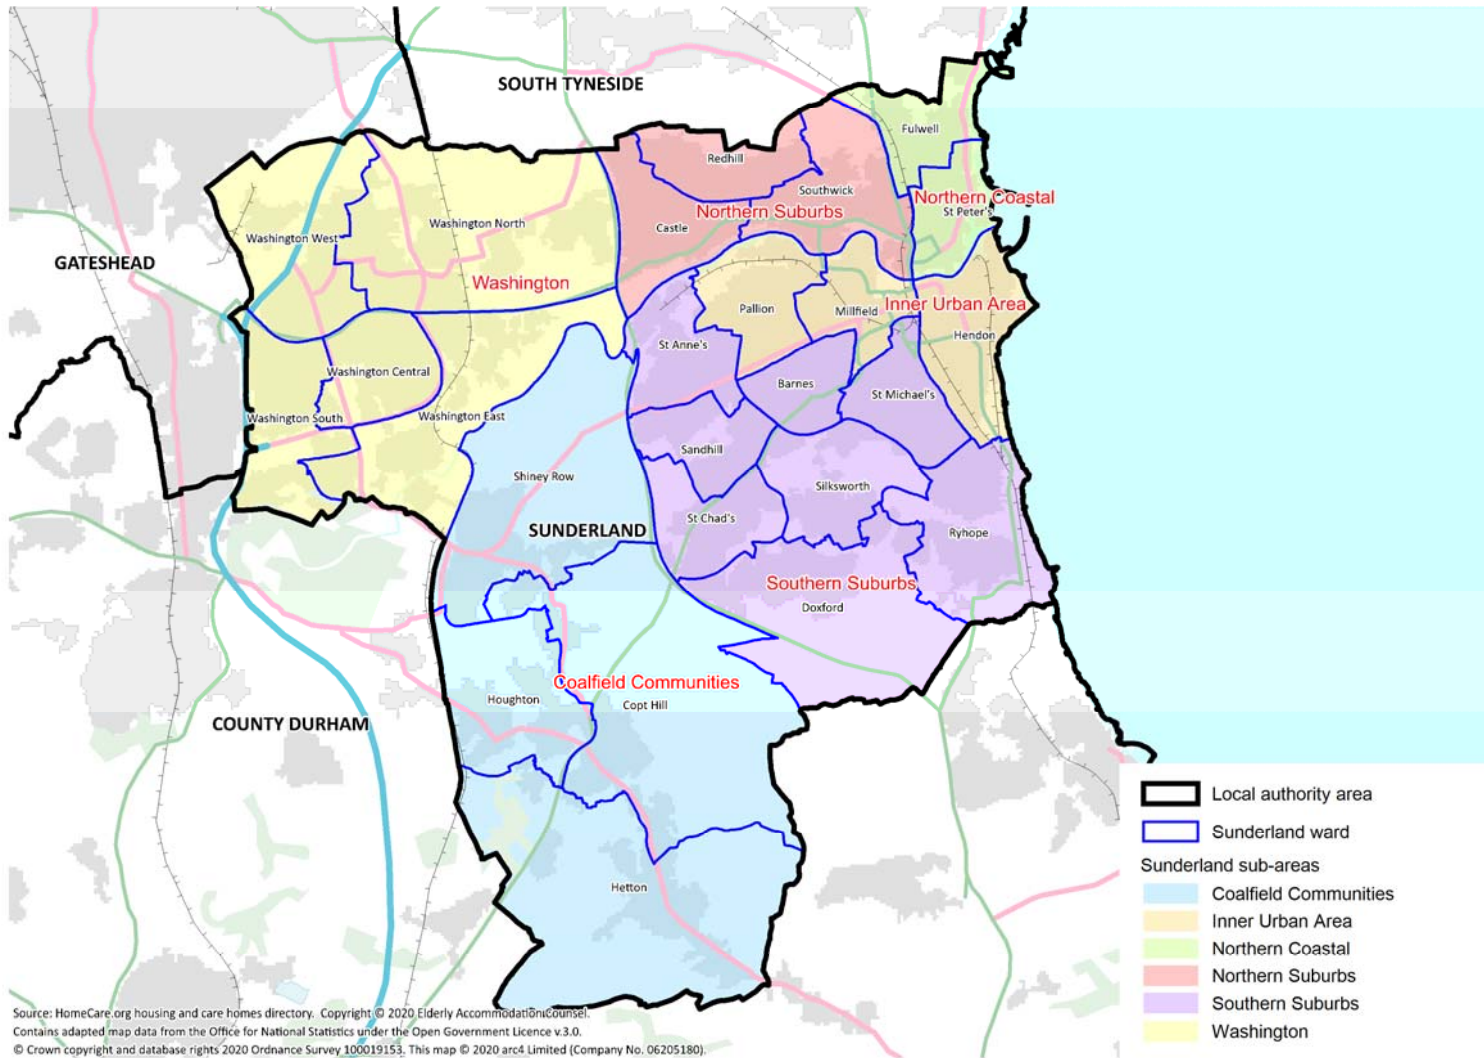 SOUTH TYNESIDE
Fulwell
Redhill
Southwick
Northern Coastal
Northern Suburbs
St Peter's
Washington North
Castle
Washington West
GATESHEAD
Washington
Inner Urban Area
Pallion
Millfield
Hendon
St Anne's
Washington Central
Barnes
St Michael's
Washington South
Washington East
Sandhill
Shiney Row
Silksworth
St Chad's
SUNDERLAND
Ryhope
Southern Suburbs
Doxford
Coalfield Communities
Houghton
Copt Hill
COUNTY DURHAM
Hetton
Local authority area
Sunderland ward
Sunderland sub-areas
Coalfield Communities
Inner Urban Area
Northern Coastal
Northern Suburbs
Southern Suburbs
Washington
Source: HomeCare.org housing and care homes directory. Copyright © 2020 Elderly Accommodation Counsel.
Contains adapted map data from the Office for National Statistics under the Open Government Licence v.3.0.
© Crown copyright and database rights 2020 Ordnance Survey 100019153. This map © 2020 arc4 Limited (Company No. 06205180).